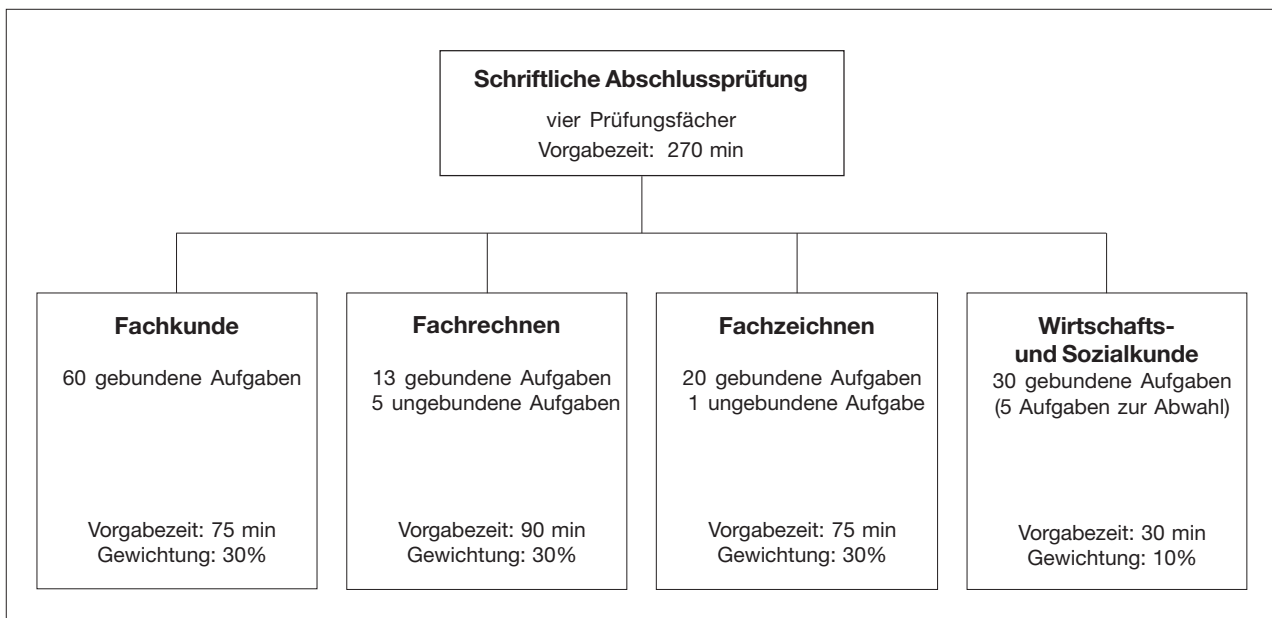 Schriftliche Abschlussprüfung
vier Prüfungsfächer
Vorgabezeit: 270 min
Fachkunde
60 gebundene Aufgaben
Vorgabezeit: 75 min
Gewichtung: 30%
Fachrechnen
13 gebundene Aufgaben
5 ungebundene Aufgaben
Vorgabezeit: 90 min
Gewichtung: 30%
Fachzeichnen
20 gebundene Aufgaben
1 ungebundene Aufgabe
Vorgabezeit: 75 min
Gewichtung: 30%
Wirtschafts-
und Sozialkunde
30 gebundene Aufgaben
(5 Aufgaben zur Abwahl)
Vorgabezeit: 30 min
Gewichtung: 10%